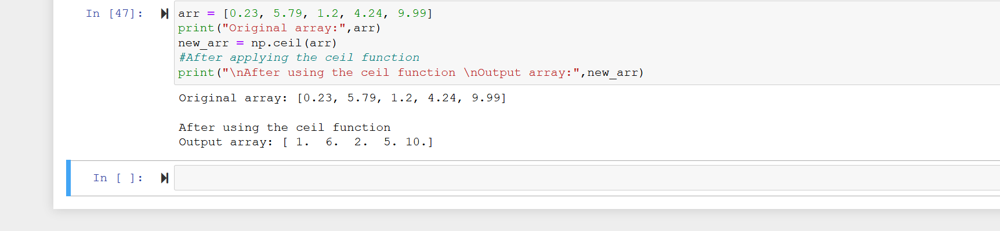 In [47]: arr = [0.23, 5.79, 1.2, 4.24, 9.99]
print("Original array:",arr)
new_arr = np.ceil(arr)
#After applying the ceil function
print("\nAfter using the ceil function \nOutput array:",new_arr)
Original array: [0.23, 5.79, 1.2, 4.24, 9.99]
After using the ceil function
Output array: [ 1.  6.  2.  5. 10.]
In [ ]: